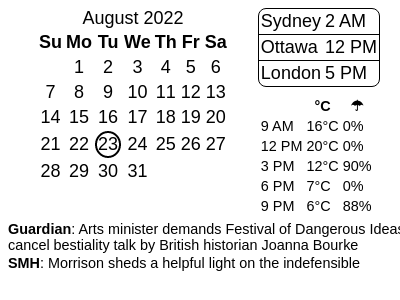 August 2022
Su Mo Tu We Th Fr Sa
1 2 3 4 5 6
7 8 9 10 11 12 13
14 15 16 17 18 19 20
21 22 23 24 25 26 27
28 29 30 31
Sydney 2 AM
Ottawa 12 PM
London 5 PM
°C ☂
9 AM 16°C 0%
12 PM 20°C 0%
3 PM 12°C 90%
6 PM 7°C 0%
9 PM 6°C 88%
Guardian: Arts minister demands Festival of Dangerous Ideas
cancel bestiality talk by British historian Joanna Bourke
SMH: Morrison sheds a helpful light on the indefensible